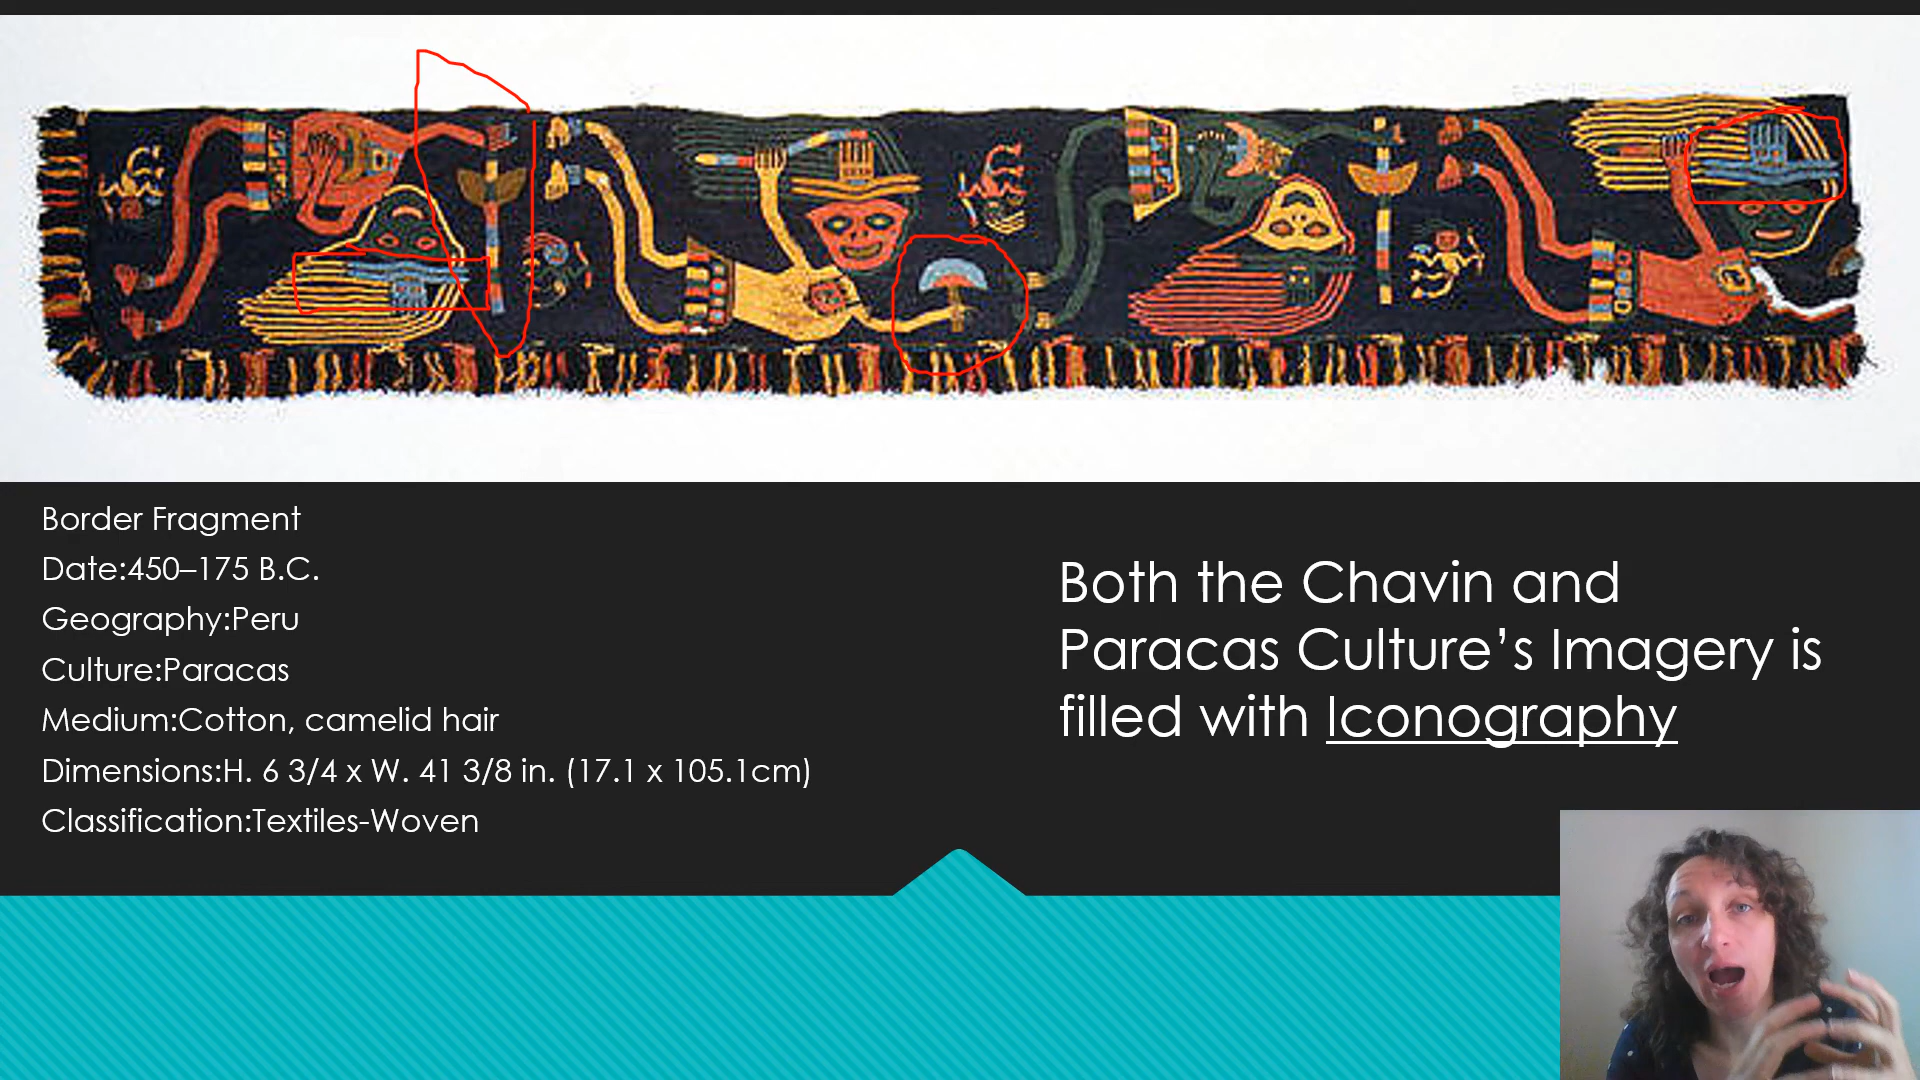 Border Fragment
Date:450–175 B.C.
Geography:Peru
Culture:Paracas
Medium:Cotton, camelid hair
Dimensions:H. 6 3/4 x W. 41 3/8 in. (17.1 x 105.1cm)
Classification:Textiles-Woven
Both the Chavin and
Paracas Culture’s Imagery is
filled with Iconography